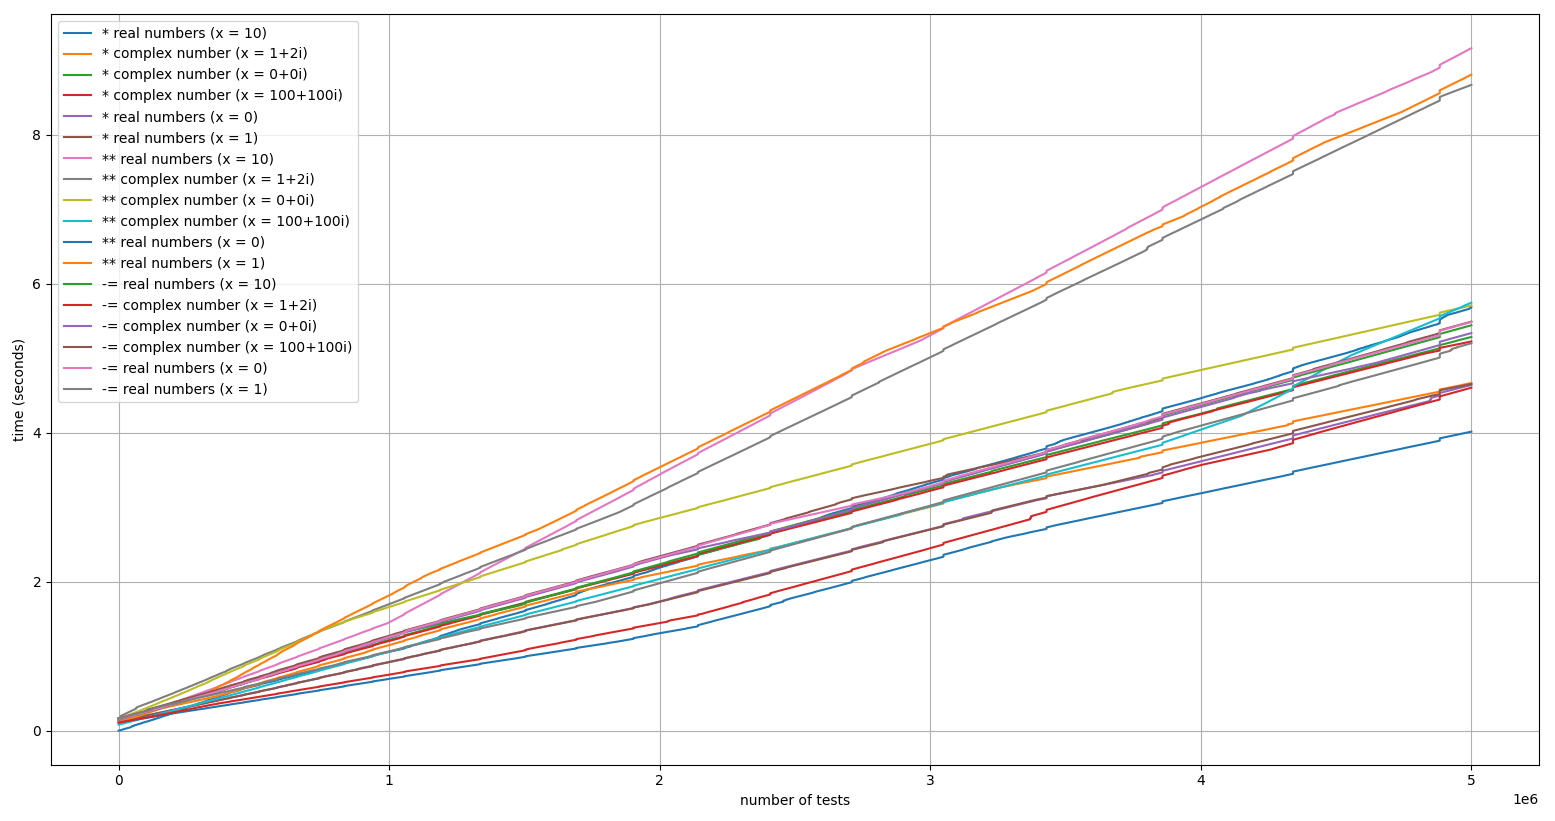 * real numbers (x = 10)
* complex number (x = 1+2i)
* complex number (x = 0+0i)
* complex number (x = 100+100i)
* real numbers (x = 0)
* real numbers (x = 1)
** real numbers (x = 10)
** complex number (x = 1+2i)
** complex number (x = 0+0i)
** complex number (x = 100+100i)
** real numbers (x = 0)
** real numbers (x = 1)
-= real numbers (x = 10)
-= complex number (x = 1+2i)
-= complex number (x = 0+0i)
-= complex number (x = 100+100i)
-= real numbers (x = 0)
-= real numbers (x = 1)
8
6
4
2
0
time (seconds)
0 1 2 3 4 5
number of tests
1e6